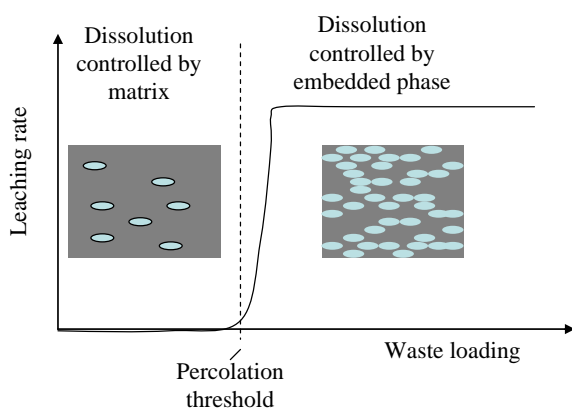 Dissolution
controlled by
matrix
Dissolution
controlled by
embedded phase
Leaching rate
Waste loading
Percolation
threshold